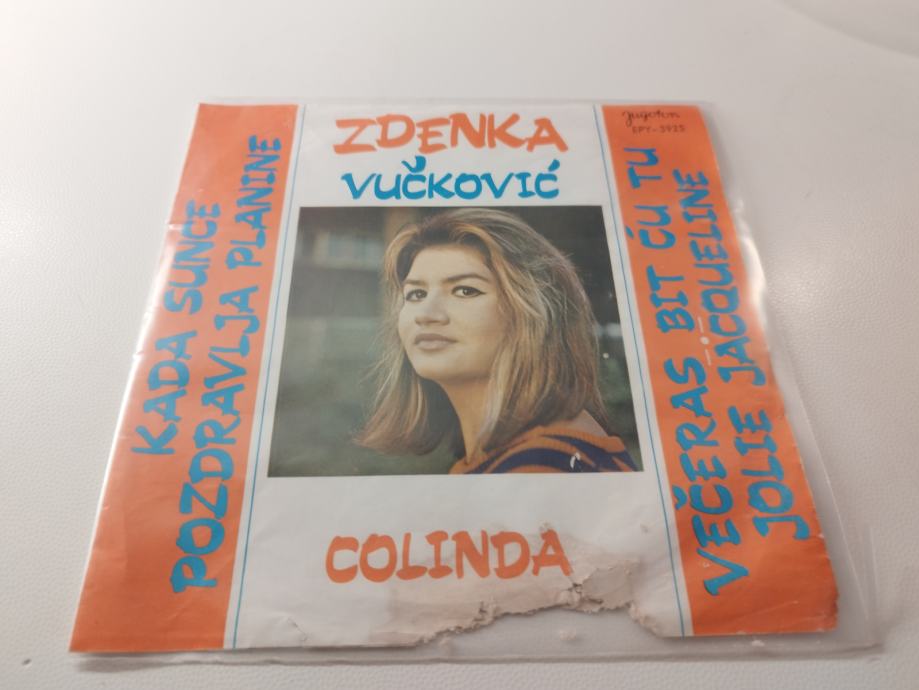 ZDENKA
VUČKOVIĆ
Jugoton
EPY-3925
KADA SUNCE
POZDRAVLJA PLANINE
VEČERAS BIT ĆU TU
JOLIE JACQUELINE
COLINDA